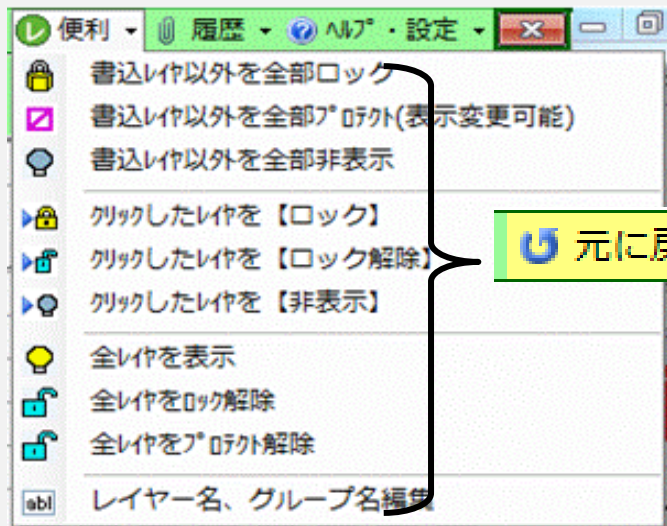 便利 履歴 ﾍﾙﾌﾟ・設定
書込ﾚｲﾔ以外を全部ロック
書込ﾚｲﾔ以外を全部ﾌﾟﾛﾃｸﾄ(表示変更可能)
書込ﾚｲﾔ以外を全部非表示
ｸﾘｯｸしたﾚｲﾔを【ロック】
ｸﾘｯｸしたﾚｲﾔを【ロック解除】
元に
ｸﾘｯｸしたﾚｲﾔを【非表示】
全ﾚｲﾔを表示
全ﾚｲﾔをﾛｯｸ解除
全ﾚｲﾔをﾌﾟﾛﾃｸﾄ解除
abl レイヤー名、グループ名編集